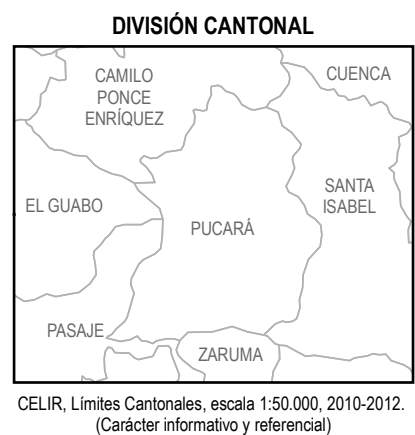 DIVISIÓN CANTONAL
CAMILO
PONCE
ENRÍQUEZ
CUENCA
EL GUABO
SANTA
ISABEL
PUCARÁ
PASAJE
ZARUMA
CELIR, Límites Cantonales, escala 1:50.000, 2010-2012.
(Carácter informativo y referencial)